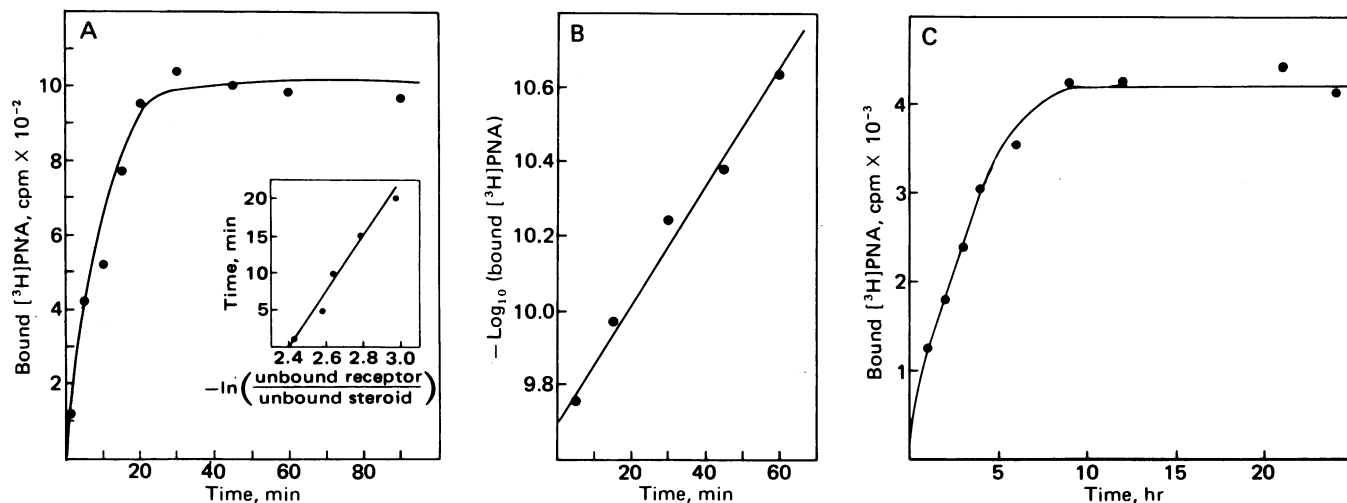 A
Bound [³H]PNA, cpm X 10⁻²
10
8
6
4
2
20
40
60
80
Time, min
Time, min
20
15
10
5
2.4 2.6 2.8 3.0
−ln(unbound receptor
unbound steroid)
B
−Log₁₀ (bound [³H]PNA)
10.6
10.4
10.2
10.0
9.8
20
40
60
Time, min
C
Bound [³H]PNA, cpm X 10⁻³
4
3
2
1
5
10
15
20
Time, hr